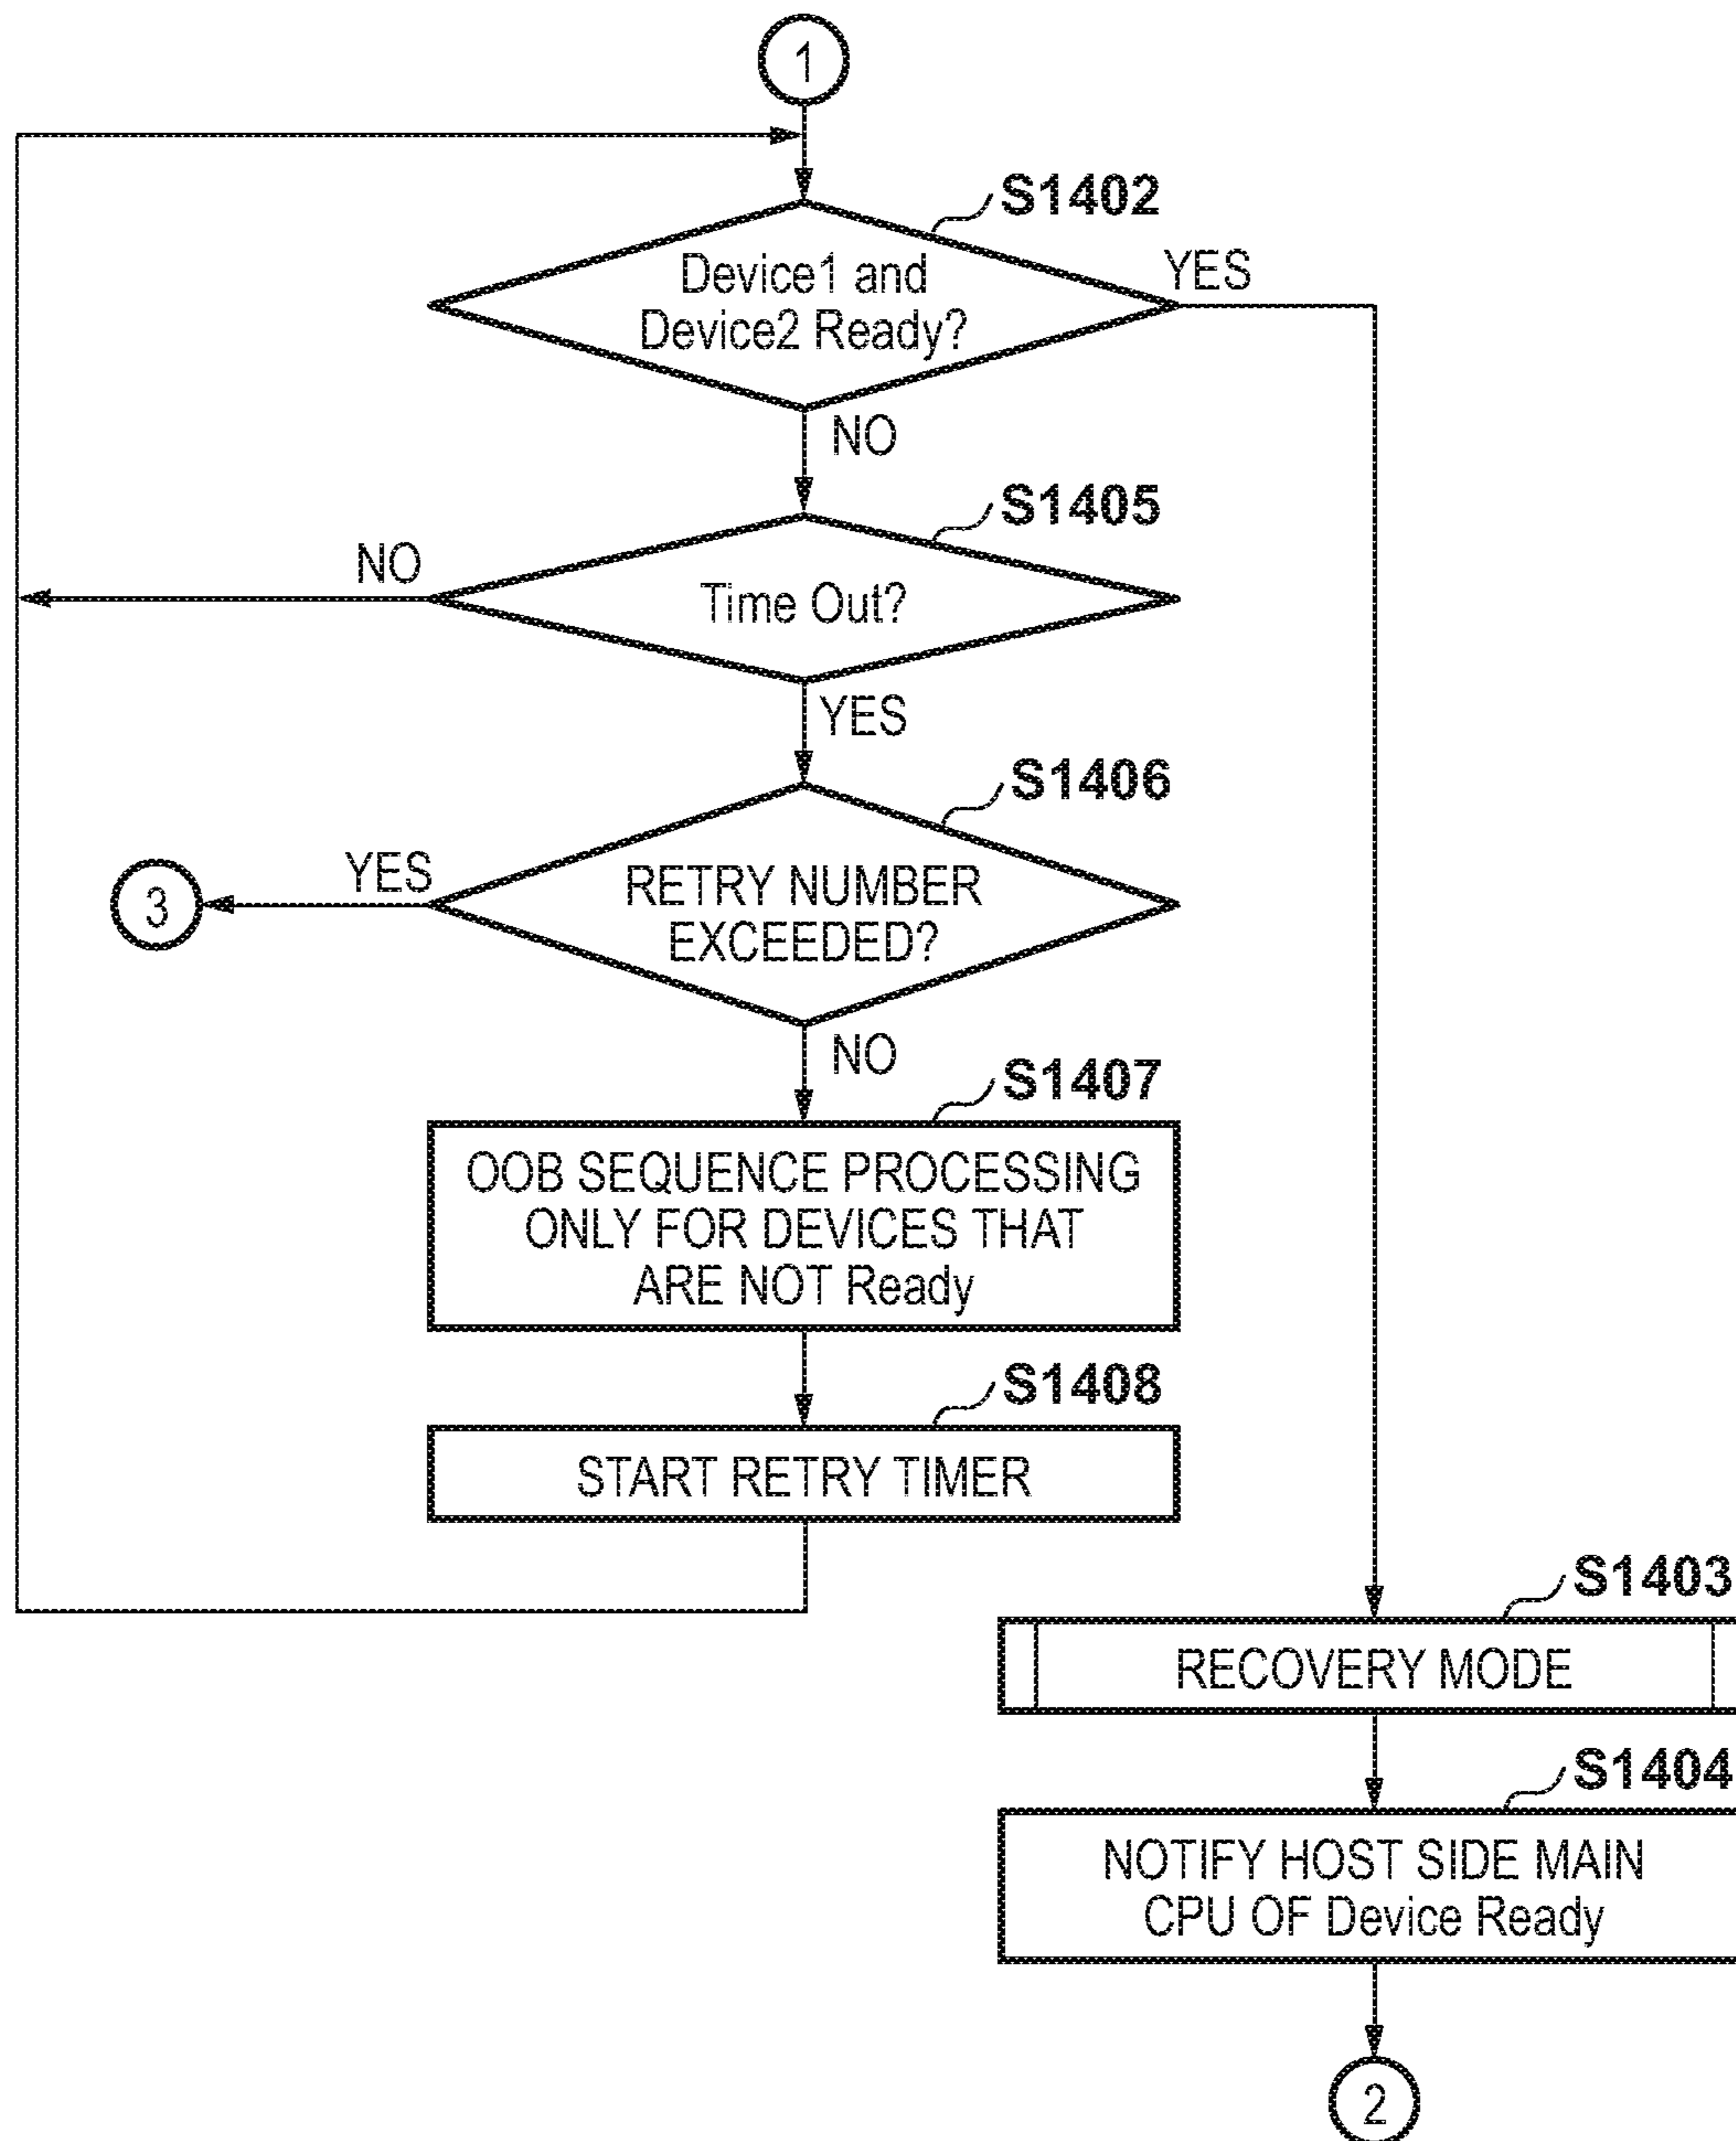 1
S1402
Device1 and
Device2 Ready?
YES
NO
S1405
Time Out?
NO
YES
S1406
RETRY NUMBER
EXCEEDED?
YES
3
NO
S1407
OOB SEQUENCE PROCESSING
ONLY FOR DEVICES THAT
ARE NOT Ready
S1408
START RETRY TIMER
S1403
RECOVERY MODE
S1404
NOTIFY HOST SIDE MAIN
CPU OF Device Ready
2